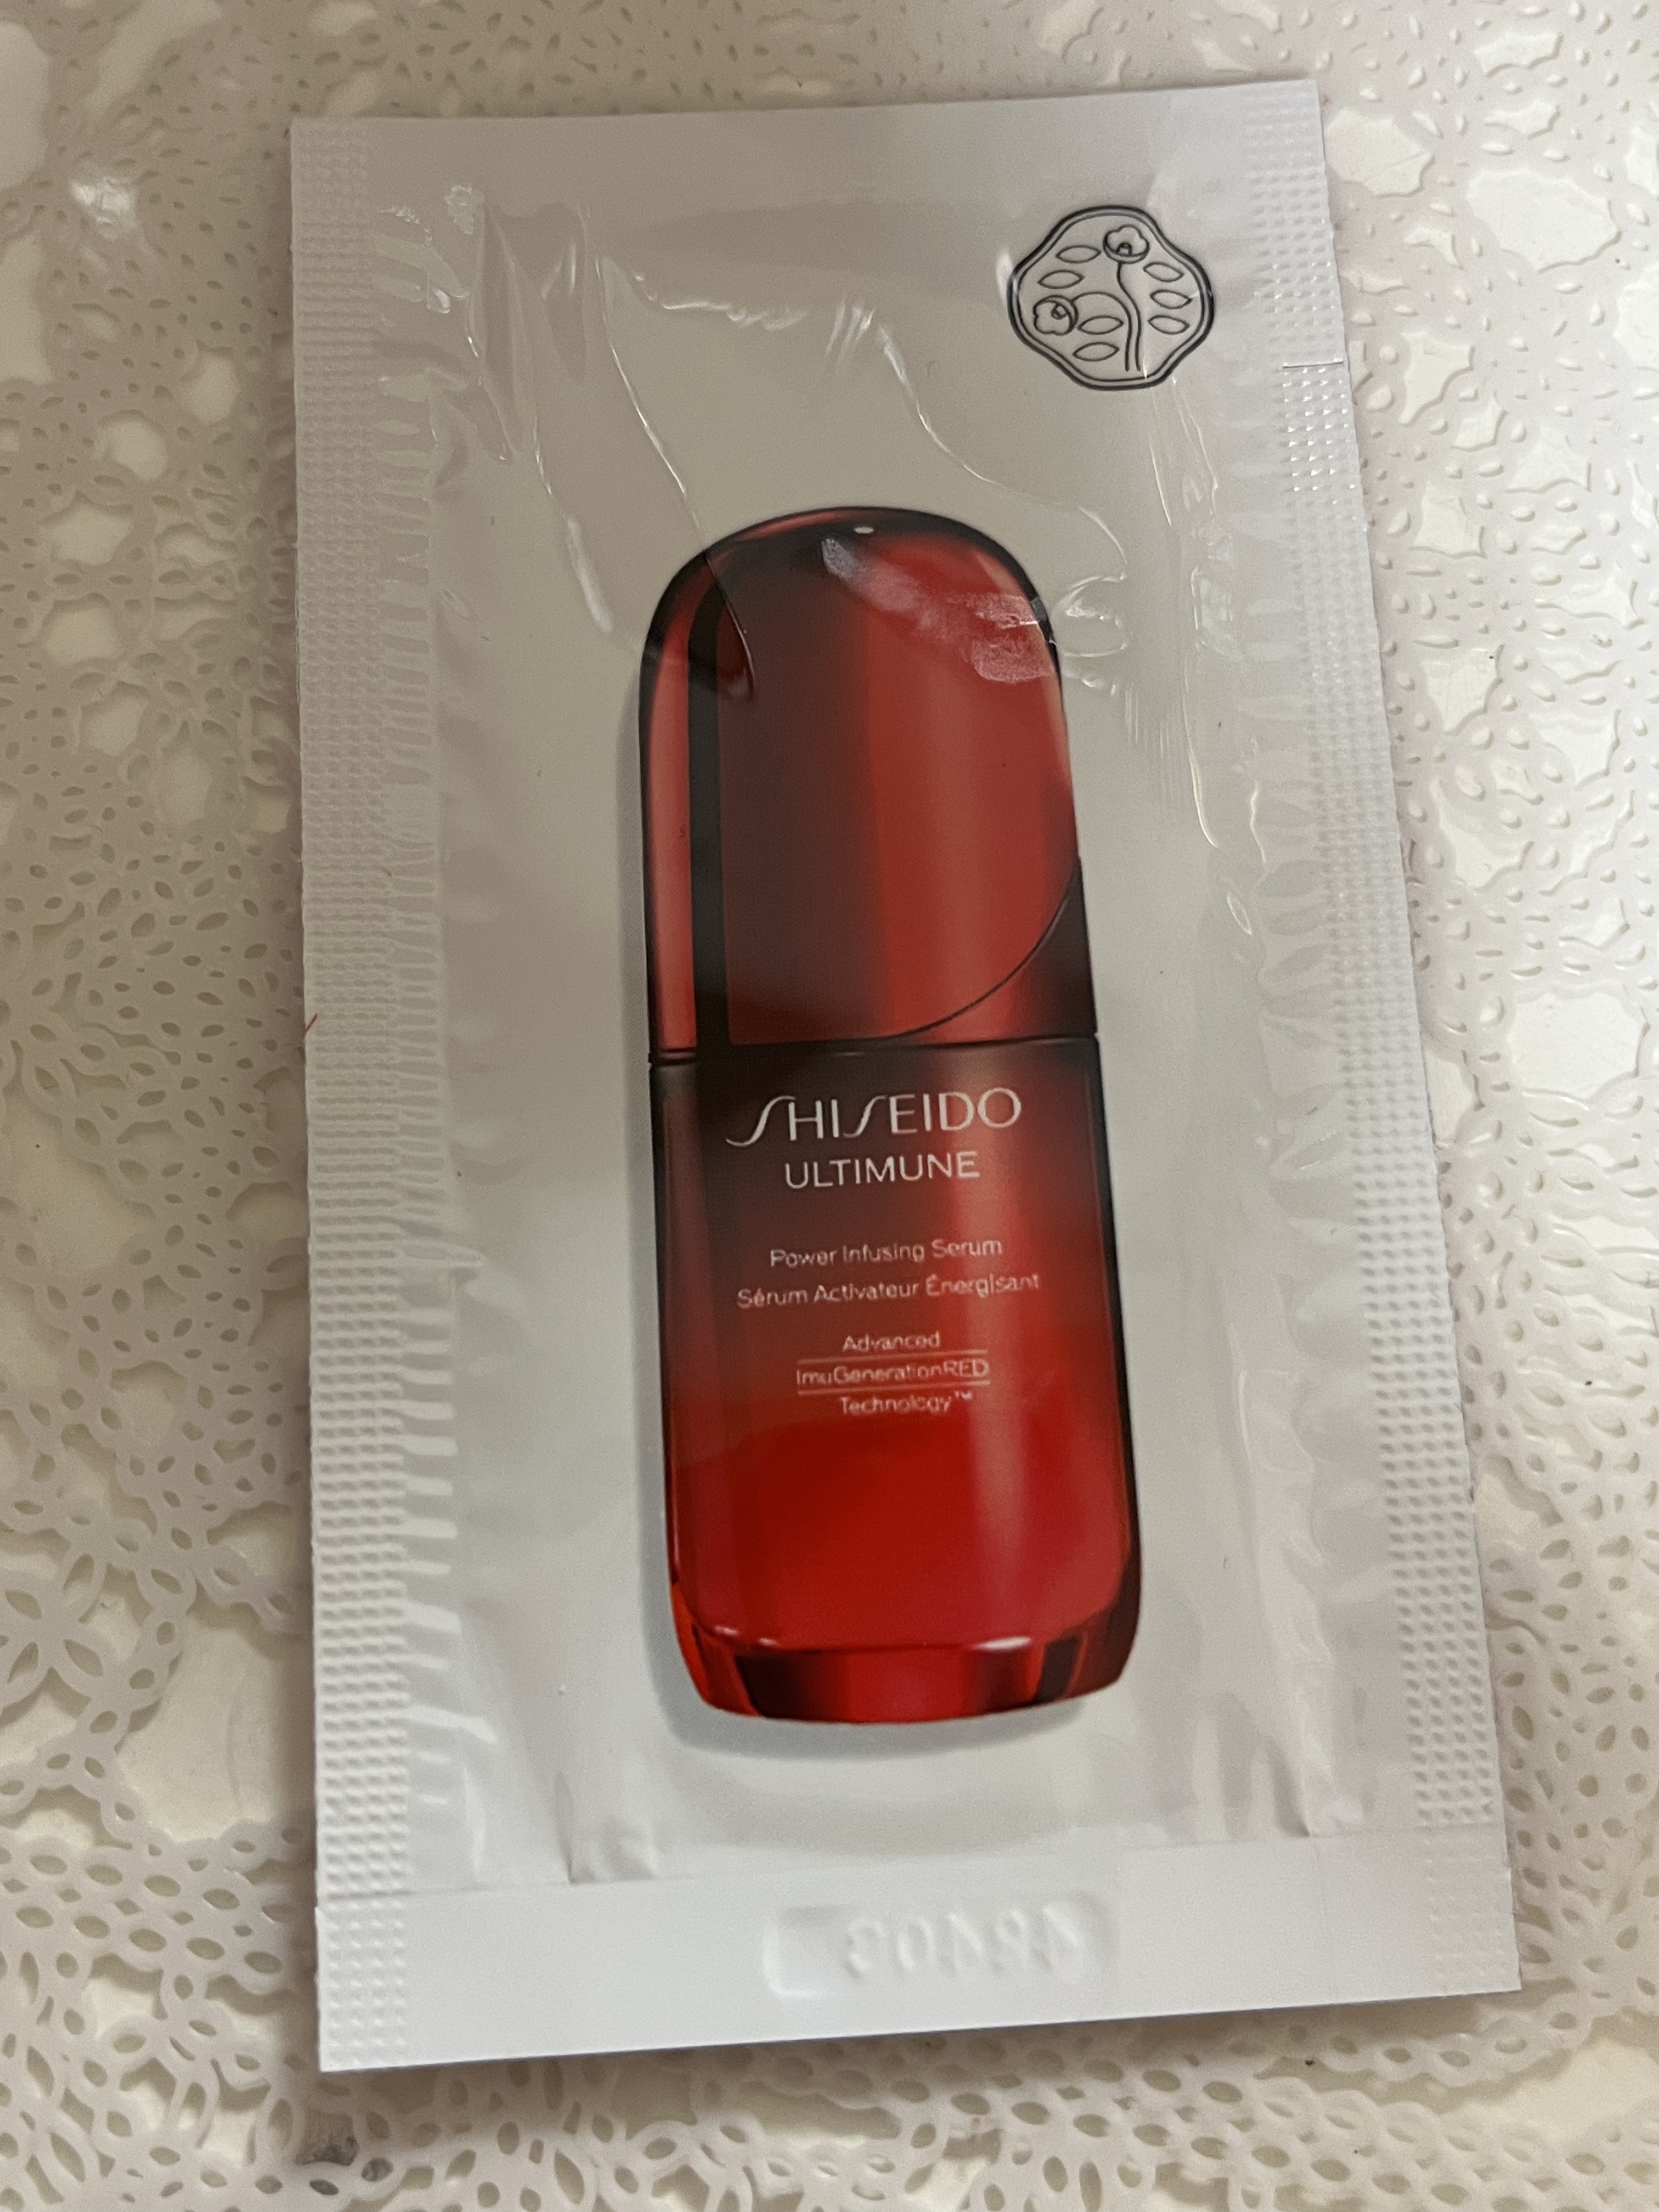 SHISEIDO
ULTIMUNE
Power Infusing Serum
Sérum Activateur Énergisant
Advanced
ImuGenerationRED
Technology™